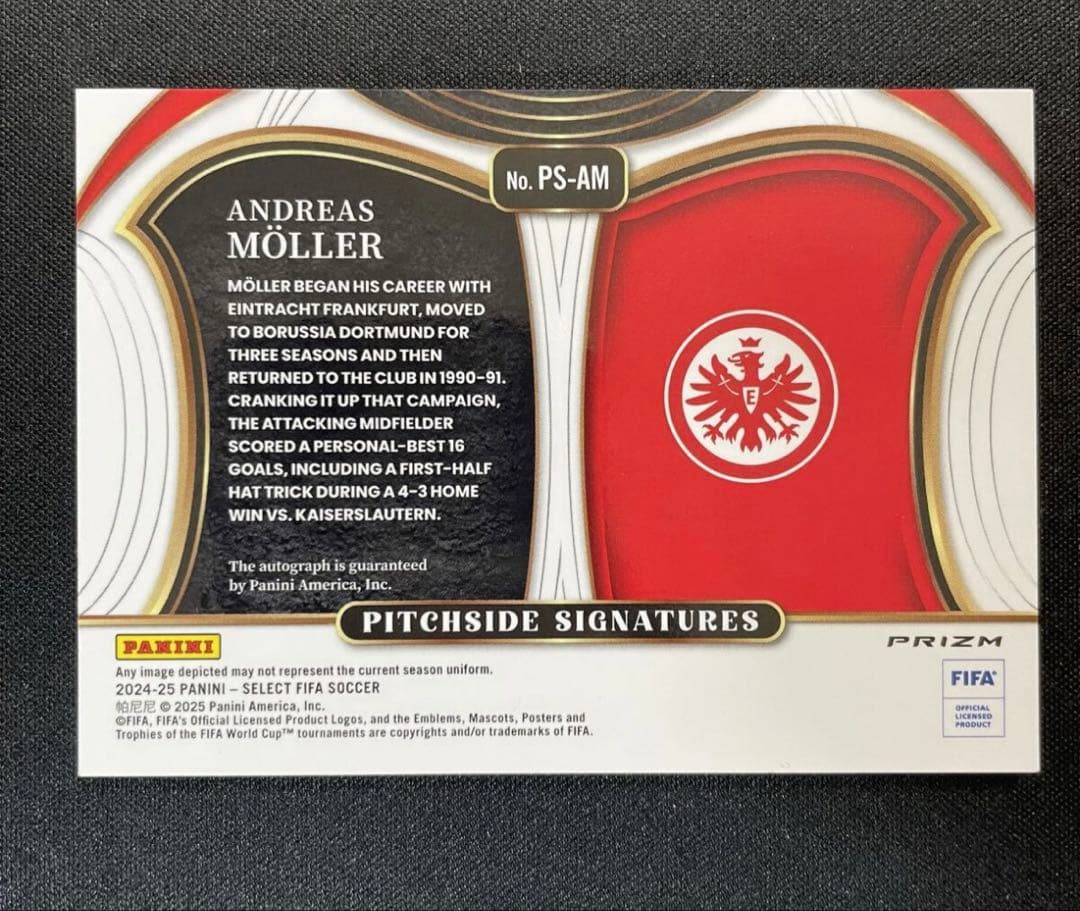 No. PS-AM
ANDREAS
MÖLLER
MÖLLER BEGAN HIS CAREER WITH
EINTRACHT FRANKFURT, MOVED
TO BORUSSIA DORTMUND FOR
THREE SEASONS AND THEN
RETURNED TO THE CLUB IN 1990-91.
CRANKING IT UP THAT CAMPAIGN,
THE ATTACKING MIDFIELDER
SCORED A PERSONAL-BEST 16
GOALS, INCLUDING A FIRST-HALF
HAT TRICK DURING A 4-3 HOME
WIN VS. KAISERSLAUTERN.
The autograph is guaranteed
by Panini America, Inc.
E
PITCHSIDE SIGNATURES
PANINI
PRIZM
Any image depicted may not represent the current season uniform.
2024-25 PANINI – SELECT FIFA SOCCER
帕尼尼 © 2025 Panini America, Inc.
©FIFA, FIFA's Official Licensed Product Logos, and the Emblems, Mascots, Posters and
Trophies of the FIFA World Cup™ tournaments are copyrights and/or trademarks of FIFA.
FIFA®
OFFICIAL
LICENSED
PRODUCT